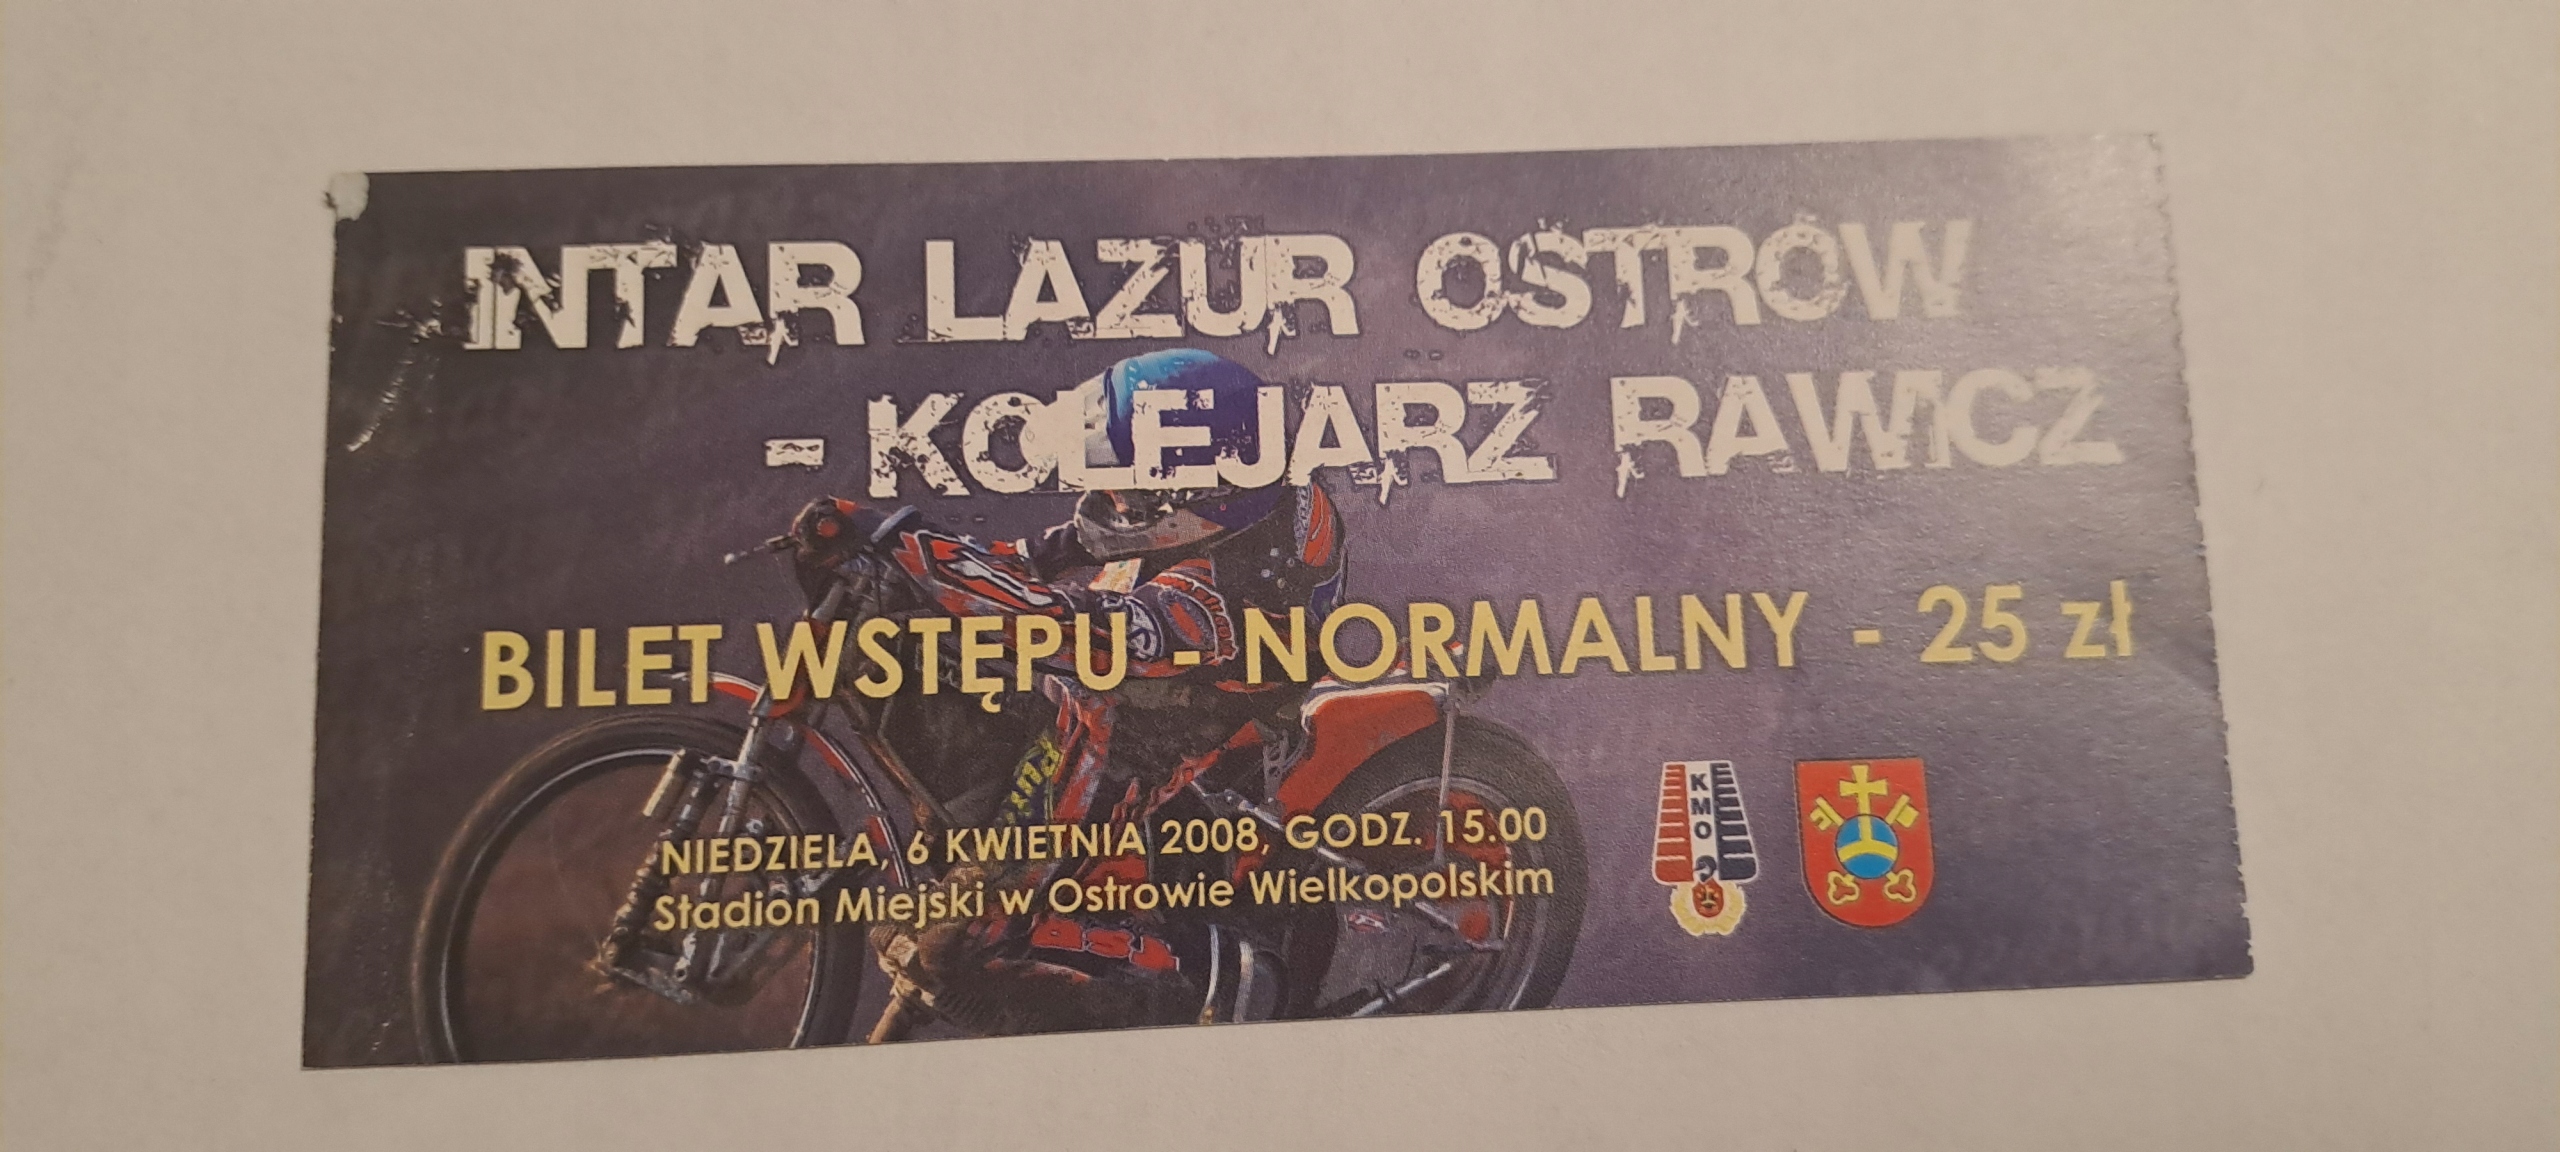 INTAR LAZUR OSTRÓW
- KOLEJARZ RAWICZ
BILET WSTĘPU - NORMALNY - 25 zł
NIEDZIELA, 6 KWIETNIA 2008, GODZ. 15.00
Stadion Miejski w Ostrowie Wielkopolskim
KMO